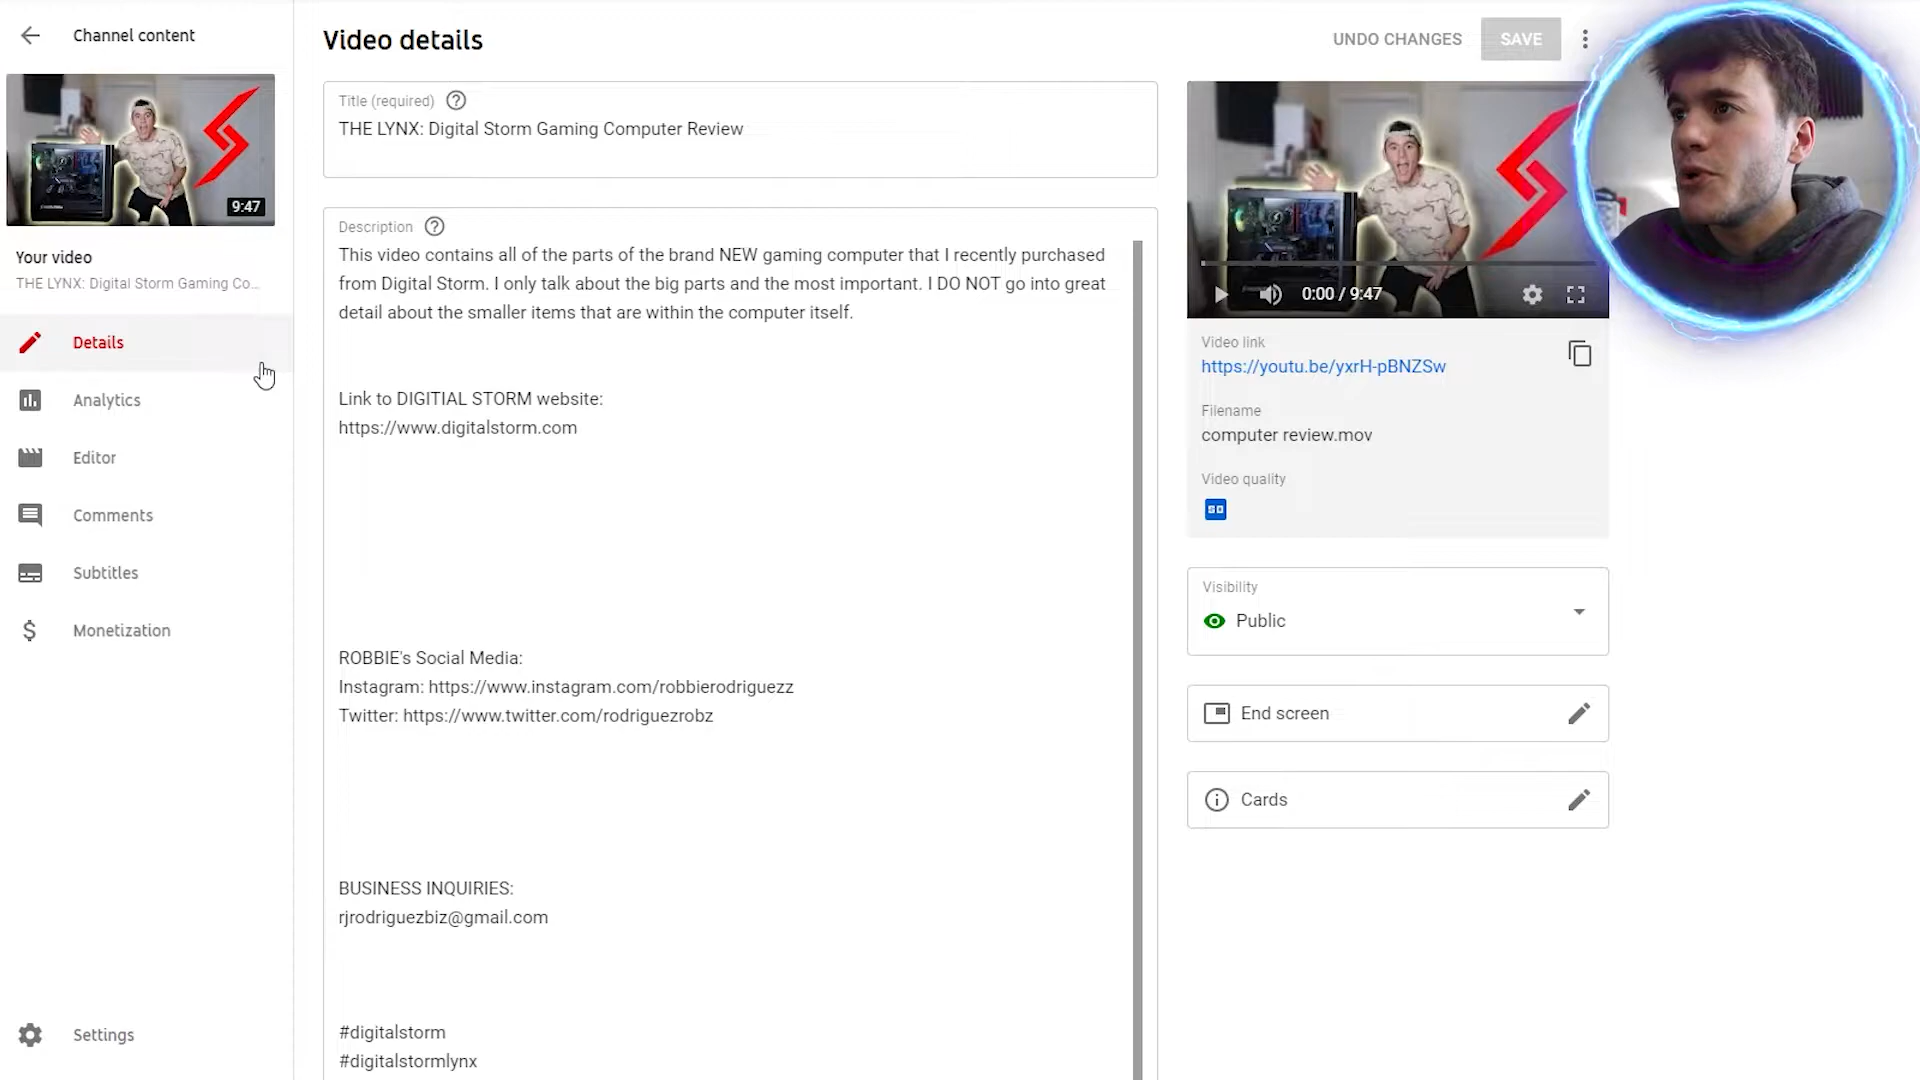 Channel content
Video details
UNDO CHANGES
SAVE
9:47
Your video
THE LYNX: Digital Storm Gaming Co...
Details
Analytics
Editor
Comments
Subtitles
Monetization
Settings
Title (required)
THE LYNX: Digital Storm Gaming Computer Review
Description
This video contains all of the parts of the brand NEW gaming computer that I recently purchased
from Digital Storm. I only talk about the big parts and the most important. I DO NOT go into great
detail about the smaller items that are within the computer itself.
Link to DIGITIAL STORM website:
https://www.digitalstorm.com
ROBBIE's Social Media:
Instagram: https://www.instagram.com/robbierodriguezz
Twitter: https://www.twitter.com/rodriguezrobz
BUSINESS INQUIRIES:
rjrodriguezbiz@gmail.com
#digitalstorm
#digitalstormlynx
0:00 / 9:47
Video link
https://youtu.be/yxrH-pBNZSw
Filename
computer review.mov
Video quality
SD
Visibility
Public
End screen
Cards